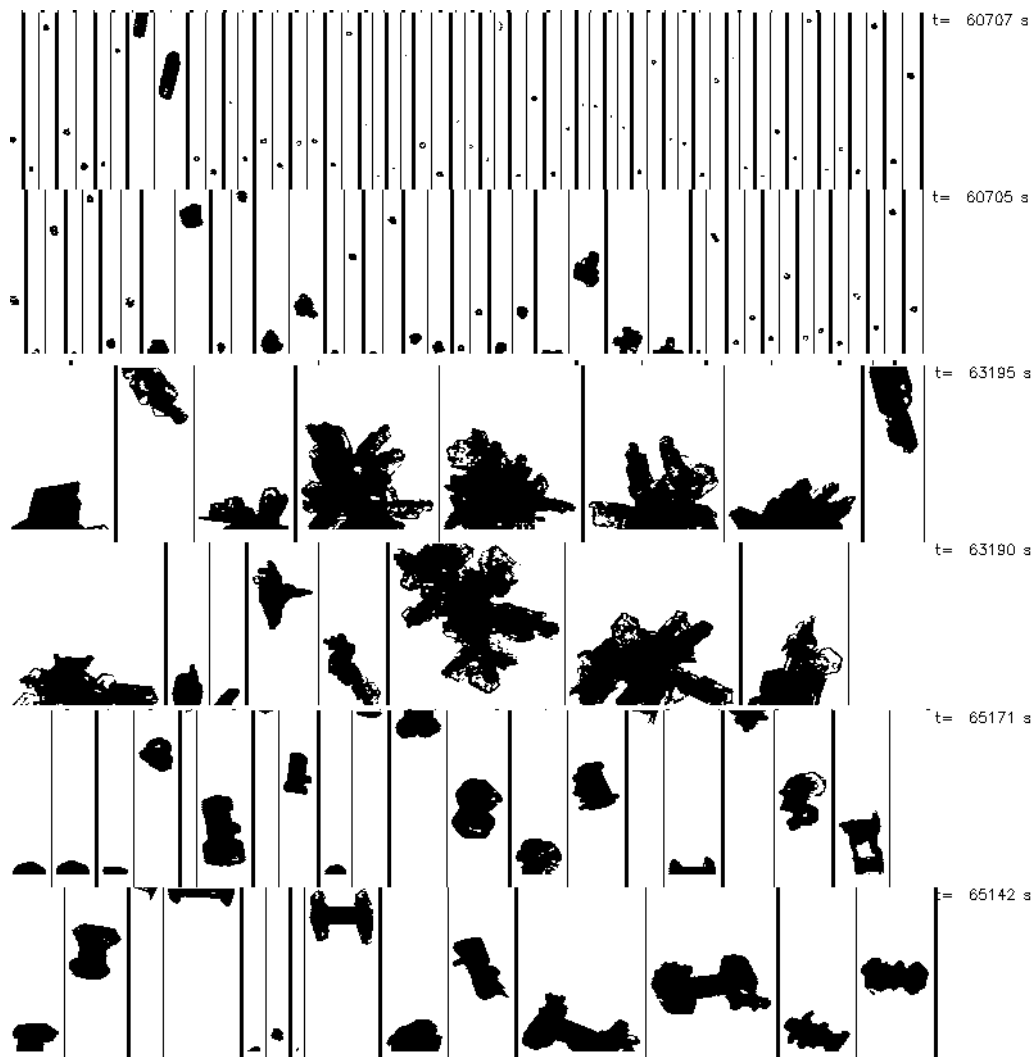 t= 60707 s
t= 60705 s
t= 63195 s
t= 63190 s
t= 65171 s
t= 65142 s